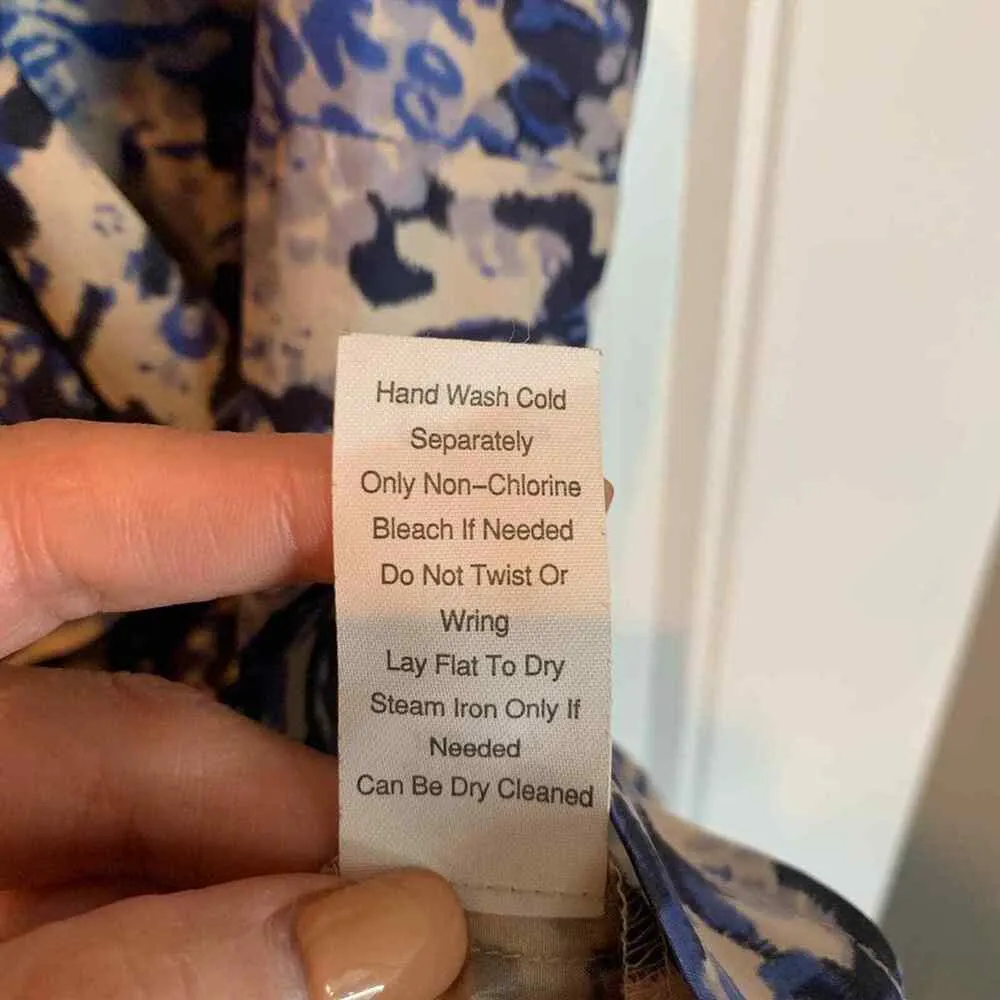 Hand Wash Cold
Separately
Only Non-Chlorine
Bleach If Needed
Do Not Twist Or
Wring
Lay Flat To Dry
Steam Iron Only If
Needed
Can Be Dry Cleaned